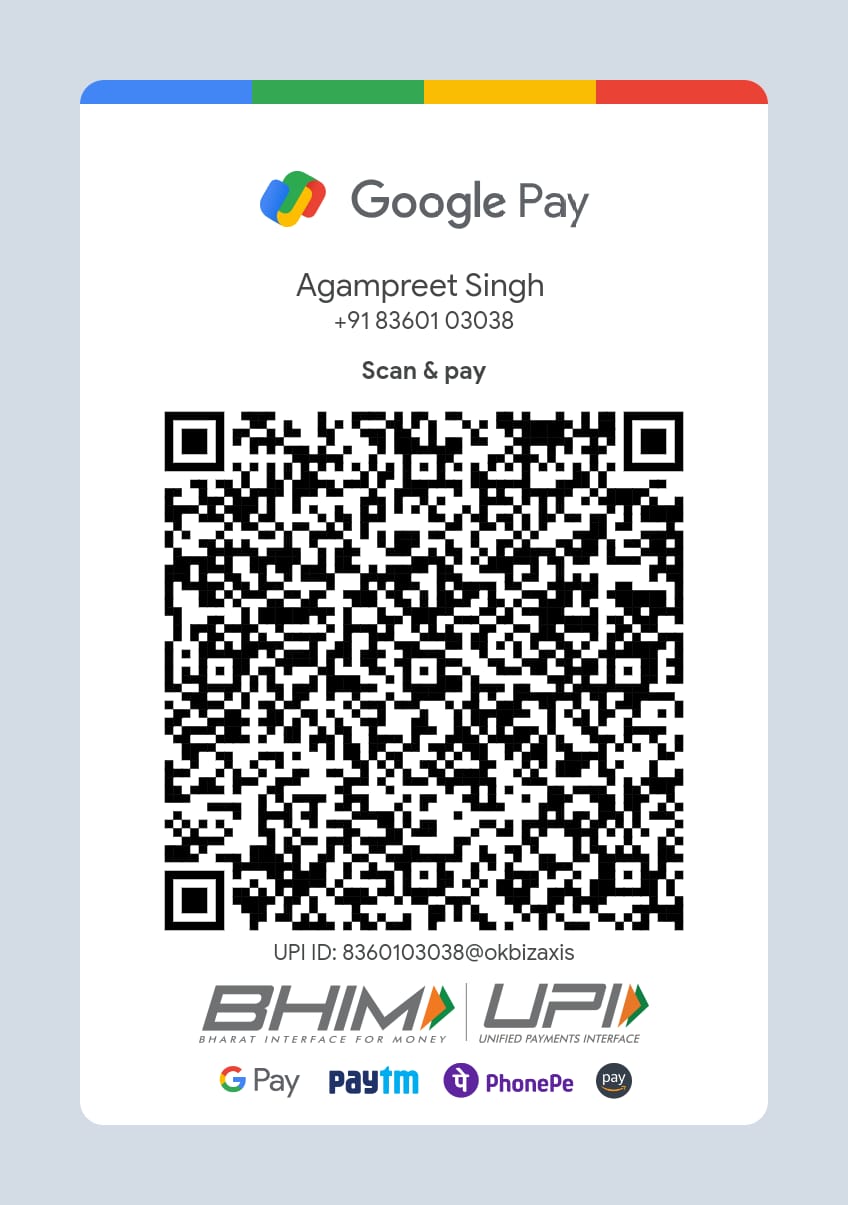 Google Pay
Agampreet Singh
+91 83601 03038
Scan & pay
UPI ID: 8360103038@okbizaxis
BHIM UPI
BHARAT INTERFACE FOR MONEY UNIFIED PAYMENTS INTERFACE
G Pay paytm पे PhonePe pay